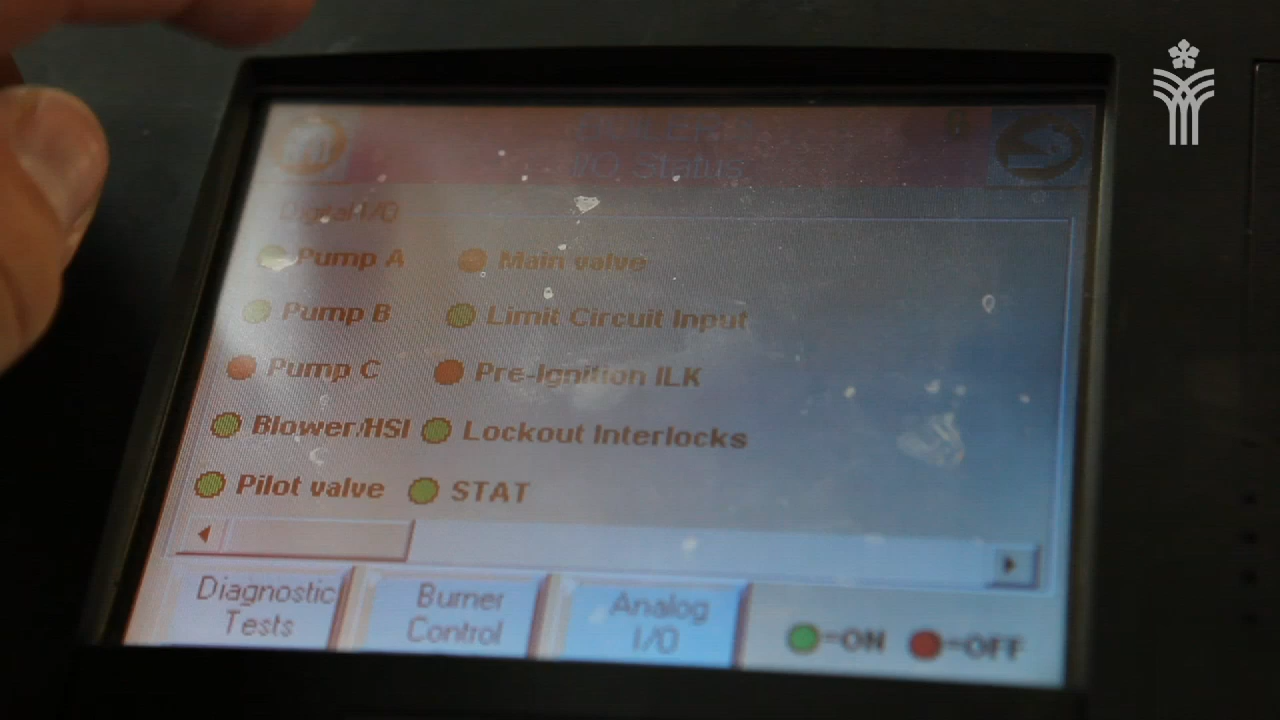 I/O Status
Digital I/O
Pump A
Main valve
Pump B
Limit Circuit Input
Pump C
Pre-Ignition ILK
Blower/HSI
Lockout Interlocks
Pilot valve
STAT
Diagnostic
Tests
Burner
Control
Analog
I/O
=ON
=OFF